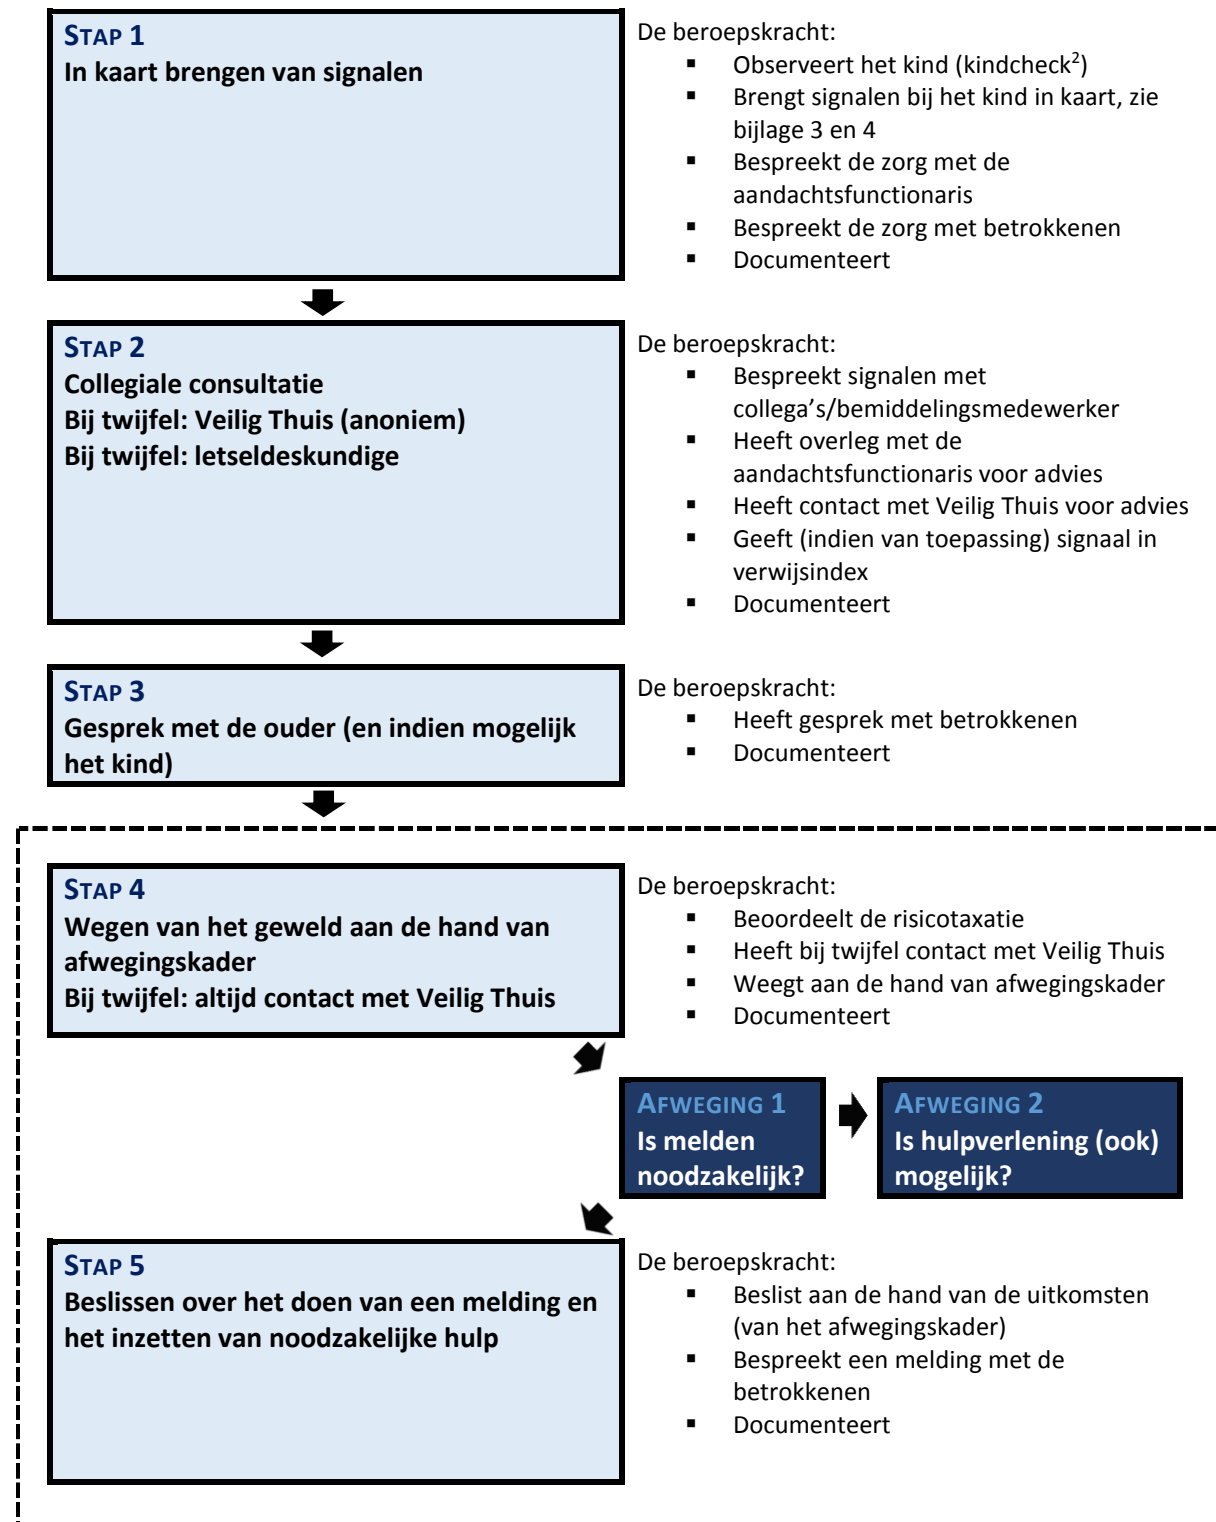 STAP 1
In kaart brengen van signalen
De beroepskracht:
▪ Observeert het kind (kindcheck²)
▪ Brengt signalen bij het kind in kaart, zie
bijlage 3 en 4
▪ Bespreekt de zorg met de
aandachtsfunctionaris
▪ Bespreekt de zorg met betrokkenen
▪ Documenteert
STAP 2
Collegiale consultatie
Bij twijfel: Veilig Thuis (anoniem)
Bij twijfel: letseldeskundige
De beroepskracht:
▪ Bespreekt signalen met
collega’s/bemiddelingsmedewerker
▪ Heeft overleg met de
aandachtsfunctionaris voor advies
▪ Heeft contact met Veilig Thuis voor advies
▪ Geeft (indien van toepassing) signaal in
verwijsindex
▪ Documenteert
STAP 3
Gesprek met de ouder (en indien mogelijk
het kind)
De beroepskracht:
▪ Heeft gesprek met betrokkenen
▪ Documenteert
STAP 4
Wegen van het geweld aan de hand van
afwegingskader
Bij twijfel: altijd contact met Veilig Thuis
De beroepskracht:
▪ Beoordeelt de risicotaxatie
▪ Heeft bij twijfel contact met Veilig Thuis
▪ Weegt aan de hand van afwegingskader
▪ Documenteert
AFWEGING 1
Is melden
noodzakelijk?
AFWEGING 2
Is hulpverlening (ook)
mogelijk?
STAP 5
Beslissen over het doen van een melding en
het inzetten van noodzakelijke hulp
De beroepskracht:
▪ Beslist aan de hand van de uitkomsten
(van het afwegingskader)
▪ Bespreekt een melding met de
betrokkenen
▪ Documenteert